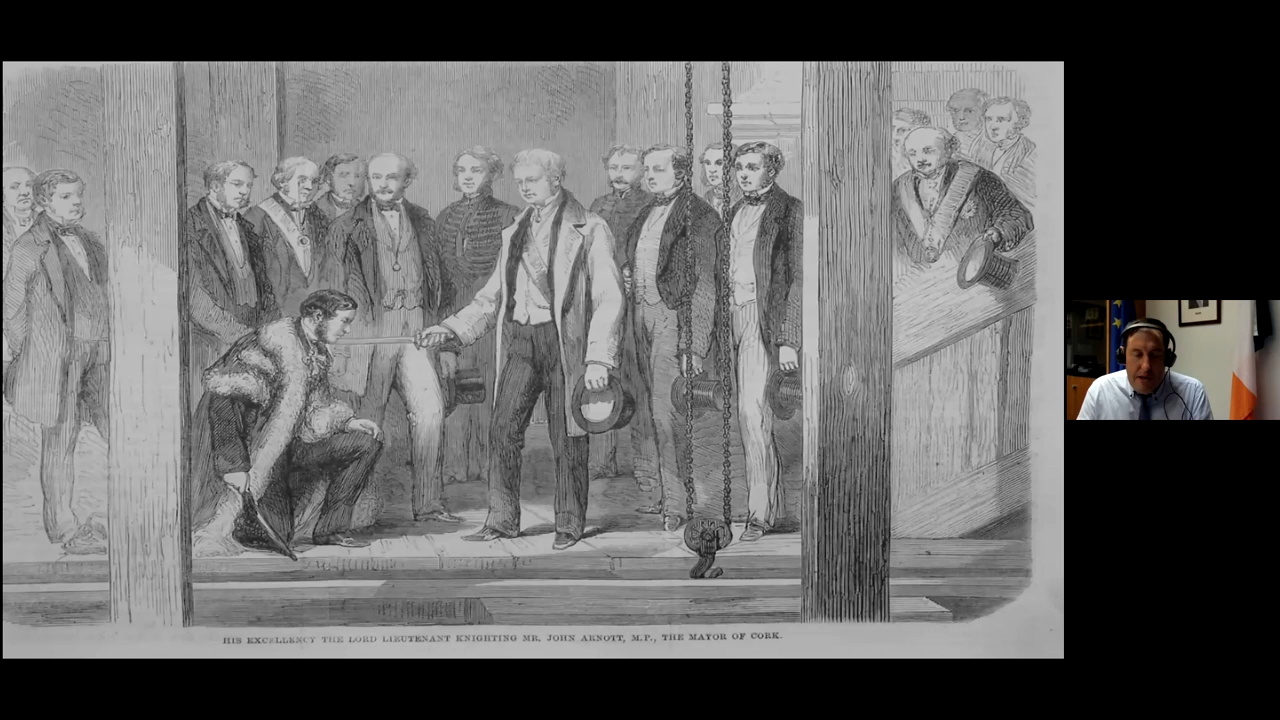 HIS EXCELLENCY THE LORD LIEUTENANT KNIGHTING MR. JOHN ARNOTT, M.P., THE MAYOR OF CORK.